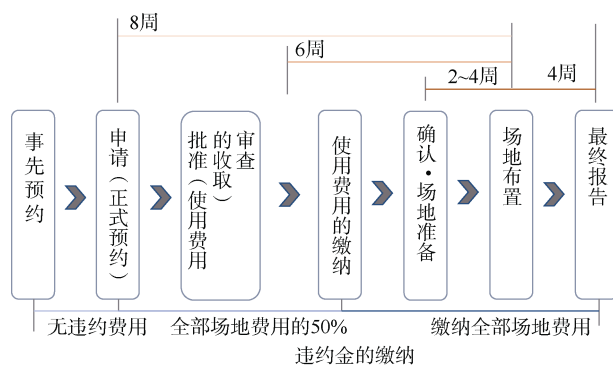 8周
6周
2~4周
4周
事先预约
申请（正式预约）
审查
的收取）
批准（使用费用
使用费用的缴纳
确认·场地准备
场地布置
最终报告
无违约费用
全部场地费用的50%
缴纳全部场地费用
违约金的缴纳